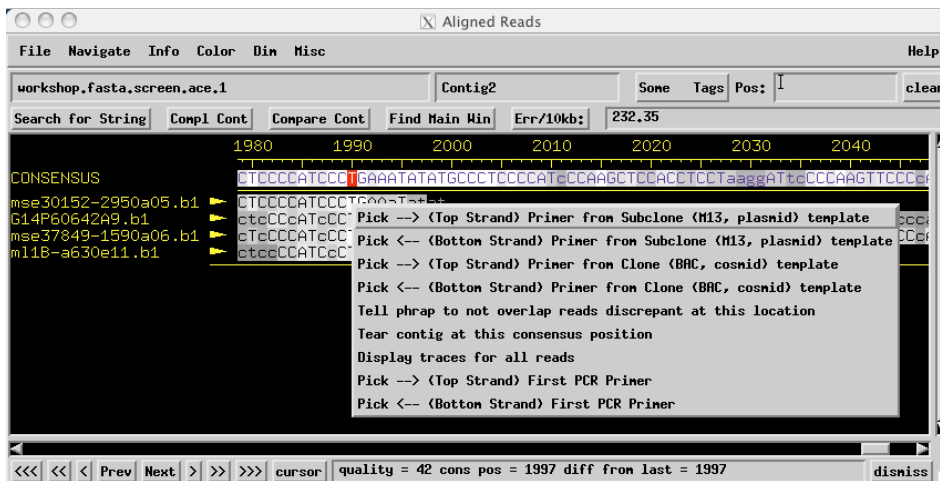 Aligned Reads
File Navigate Info Color Dim Misc Help
workshop.fasta.screen.ace.1 Contig2 Some Tags Pos:
Search for String Compl Cont Compare Cont Find Main Win Err/10kb: 232.35
1980 1990 2000 2010 2020 2030 2040
CONSENSUS CTCCCCATCCCTGAAATATATGCCCTCCCCATcCCAAGCTCCACCTCCTaaggATtcCCCAAGTTCCCc
mse30152-2950a05.b1 CTCCCCATCCCTGAAaTatat
G14P60642A9.b1 ctcCCcAtCCC
mse37849-1590a06.b1 cTcCCCATcCC
ml1B-a630e11.b1 ctccCCATCcC
Pick --> (Top Strand) Primer from Subclone (M13, plasmid) template
Pick <-- (Bottom Strand) Primer from Subclone (M13, plasmid) template
Pick --> (Top Strand) Primer from Clone (BAC, cosmid) template
Pick <-- (Bottom Strand) Primer from Clone (BAC, cosmid) template
Tell phrap to not overlap reads discrepant at this location
Tear contig at this consensus position
Display traces for all reads
Pick --> (Top Strand) First PCR Primer
Pick <-- (Bottom Strand) First PCR Primer
<<< << < Prev Next > >> >>> cursor quality = 42 cons pos = 1997 diff from last = 1997 dismiss